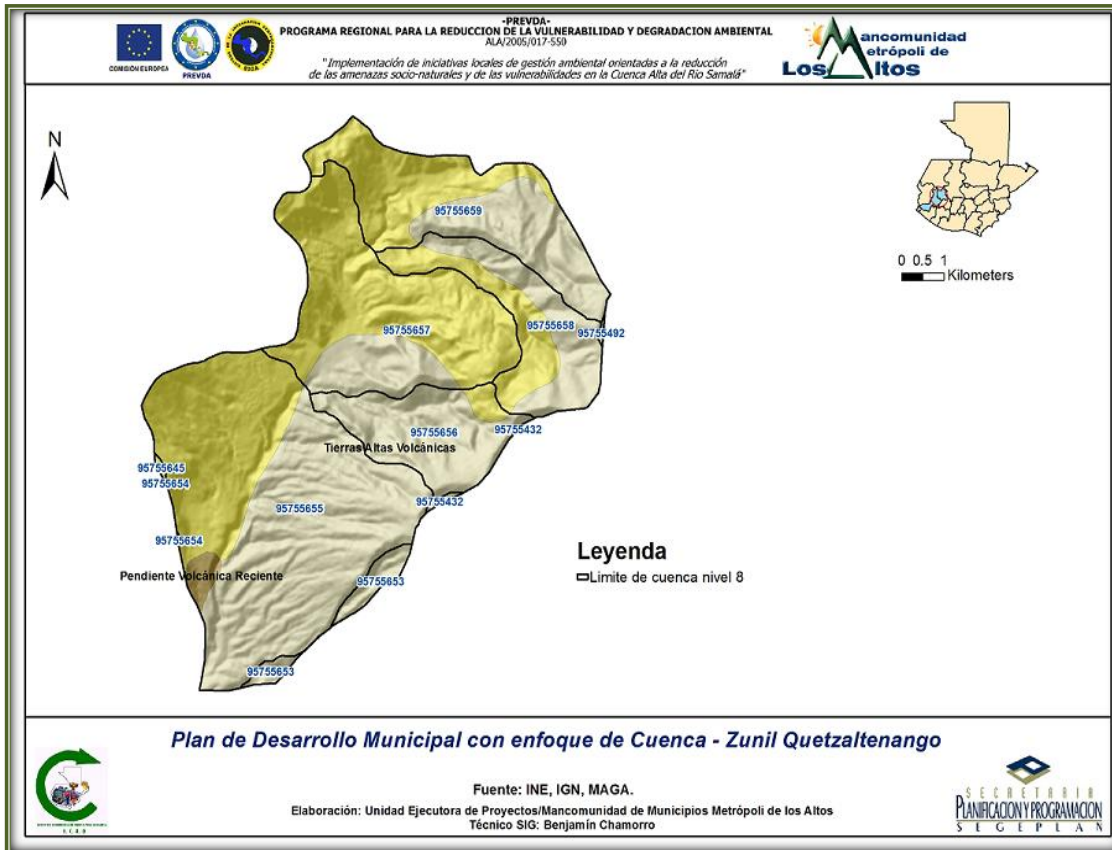 -PREVDA-
PROGRAMA REGIONAL PARA LA REDUCCION DE LA VULNERABILIDAD Y DEGRADACION AMBIENTAL
ALA/2005/017-550
"Implementación de iniciativas locales de gestión ambiental orientadas a la reducción
de las amenazas socio-naturales y de las vulnerabilidades en la Cuenca Alta del Río Samalá"
COMISIÓN EUROPEA
PREVDA
Mancomunidad
Metrópoli de
Los Altos
N
0 0.5 1
Kilometers
95755659
95755657
95755658
95755492
95755656
95755432
Tierras Altas Volcánicas
95755645
95755654
95755432
95755655
95755654
Pendiente Volcánica Reciente
95755653
95755653
Leyenda
Limite de cuenca nivel 8
Plan de Desarrollo Municipal con enfoque de Cuenca - Zunil Quetzaltenango
Fuente: INE, IGN, MAGA.
Elaboración: Unidad Ejecutora de Proyectos/Mancomunidad de Municipios Metrópoli de los Altos
Técnico SIG: Benjamín Chamorro
SECRETARIA
PLANIFICACION Y PROGRAMACION
SEGEPLAN